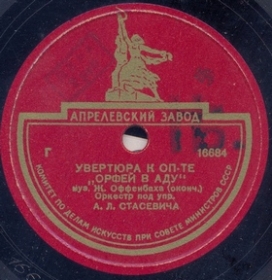 АПРЕЛЕВСКИЙ ЗАВОД
Г 16684
УВЕРТЮРА К ОП-ТЕ
„ОРФЕЙ В АДУ"
муз. Ж. Оффенбаха (оконч.)
Оркестр под упр.
А. Л. СТАСЕВИЧА
КОМИТЕТ ПО ДЕЛАМ ИСКУССТВ ПРИ СОВЕТЕ МИНИСТРОВ СССР